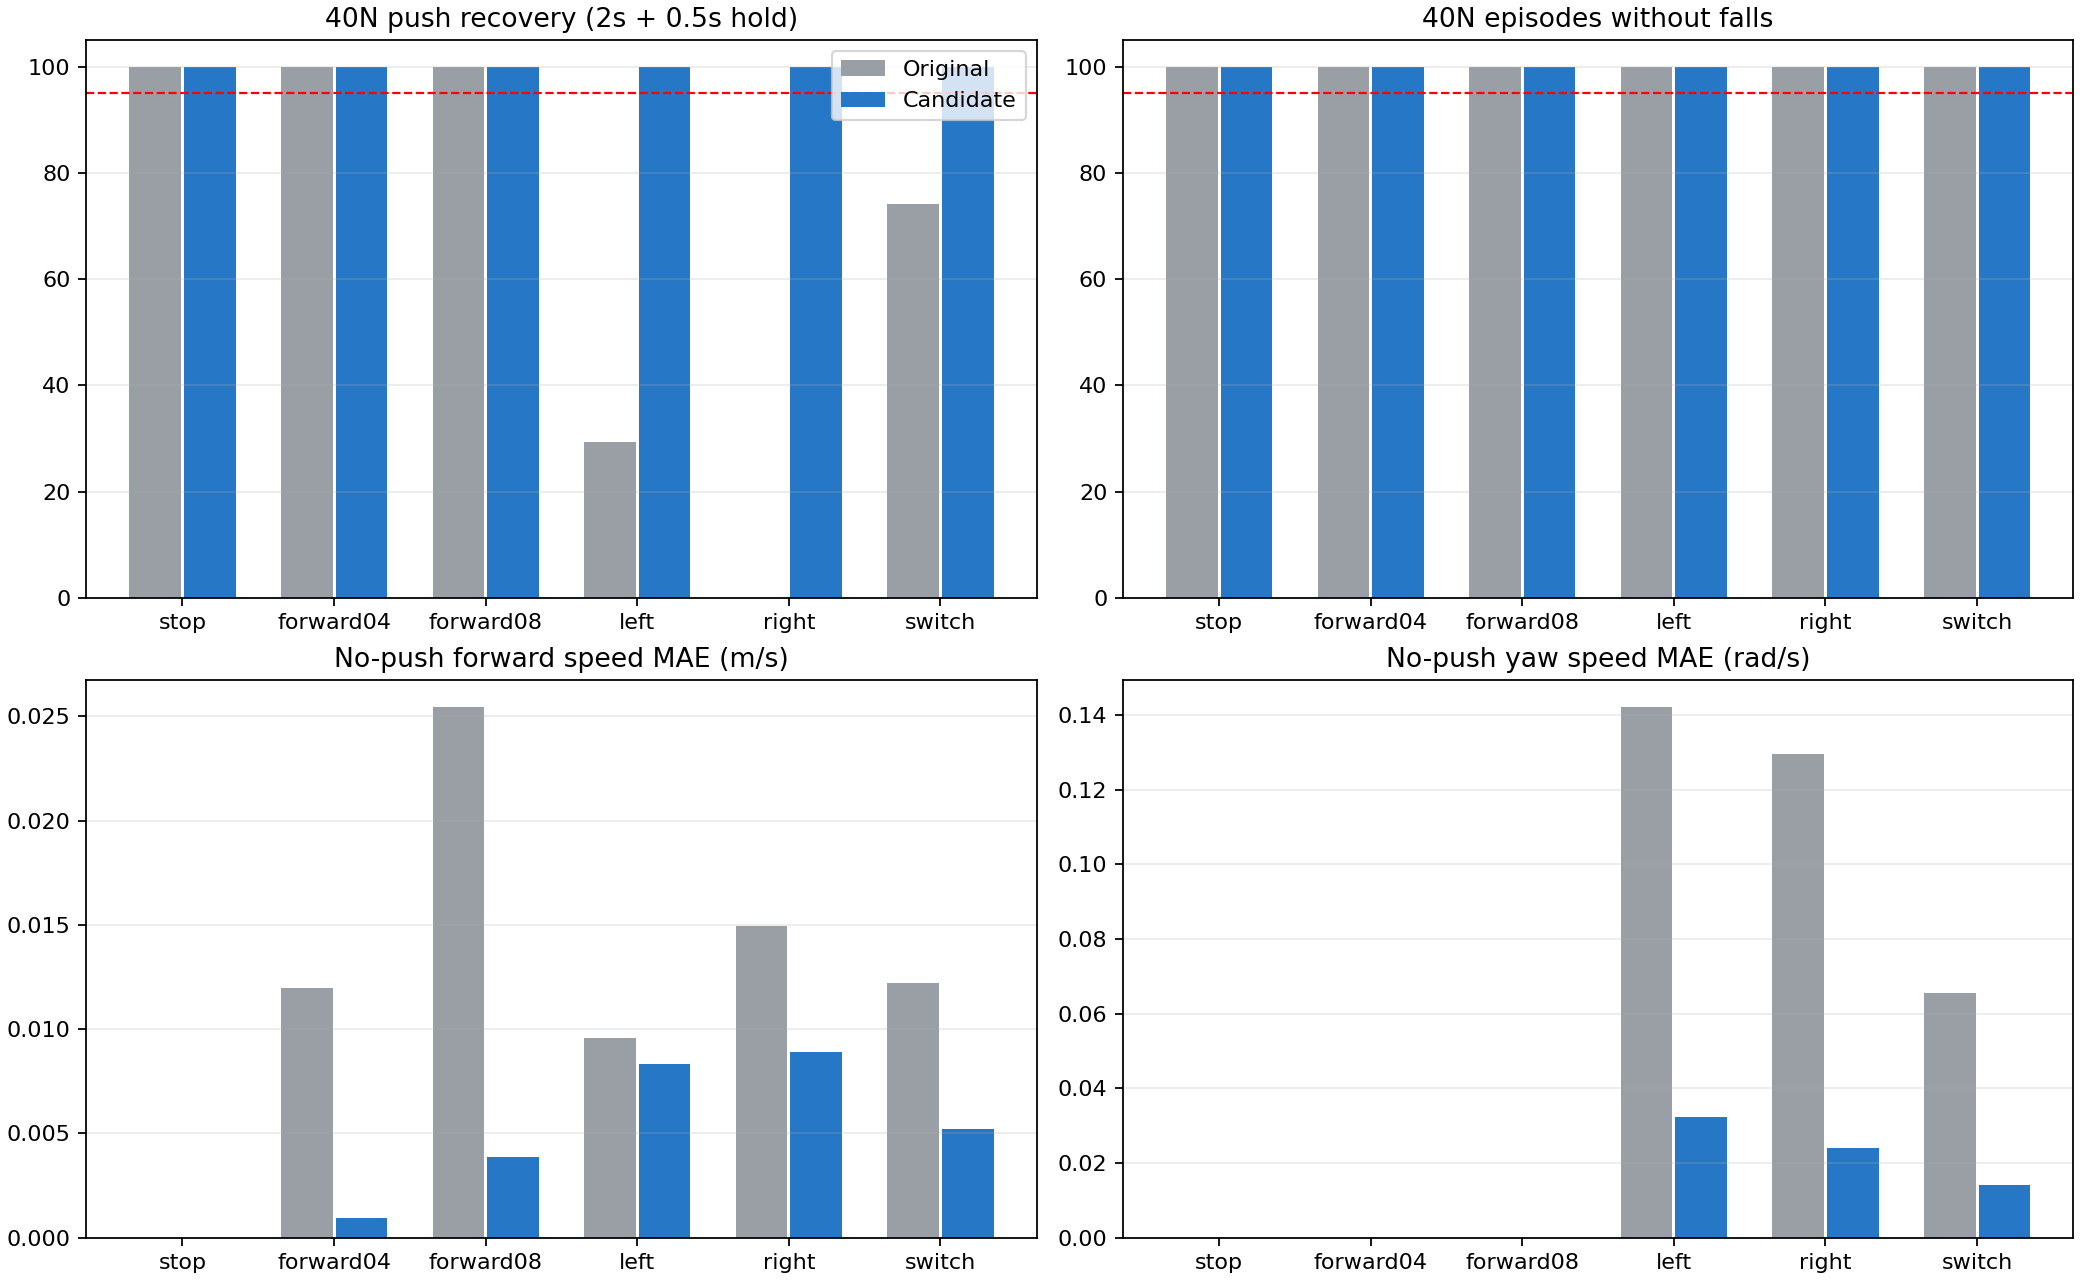 40N push recovery (2s + 0.5s hold)
100
80
60
40
20
0
Original
Candidate
stop forward04 forward08 left right switch
40N episodes without falls
100
80
60
40
20
0
stop forward04 forward08 left right switch
No-push forward speed MAE (m/s)
0.025
0.020
0.015
0.010
0.005
0.000
stop forward04 forward08 left right switch
No-push yaw speed MAE (rad/s)
0.14
0.12
0.10
0.08
0.06
0.04
0.02
0.00
stop forward04 forward08 left right switch